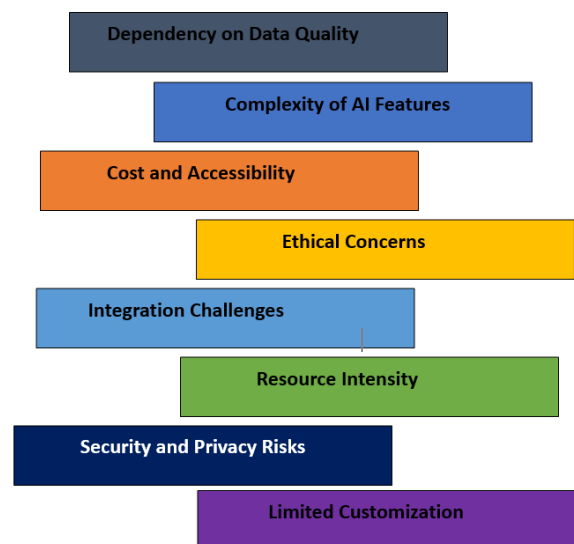 Dependency on Data Quality
Complexity of AI Features
Cost and Accessibility
Ethical Concerns
Integration Challenges
Resource Intensity
Security and Privacy Risks
Limited Customization